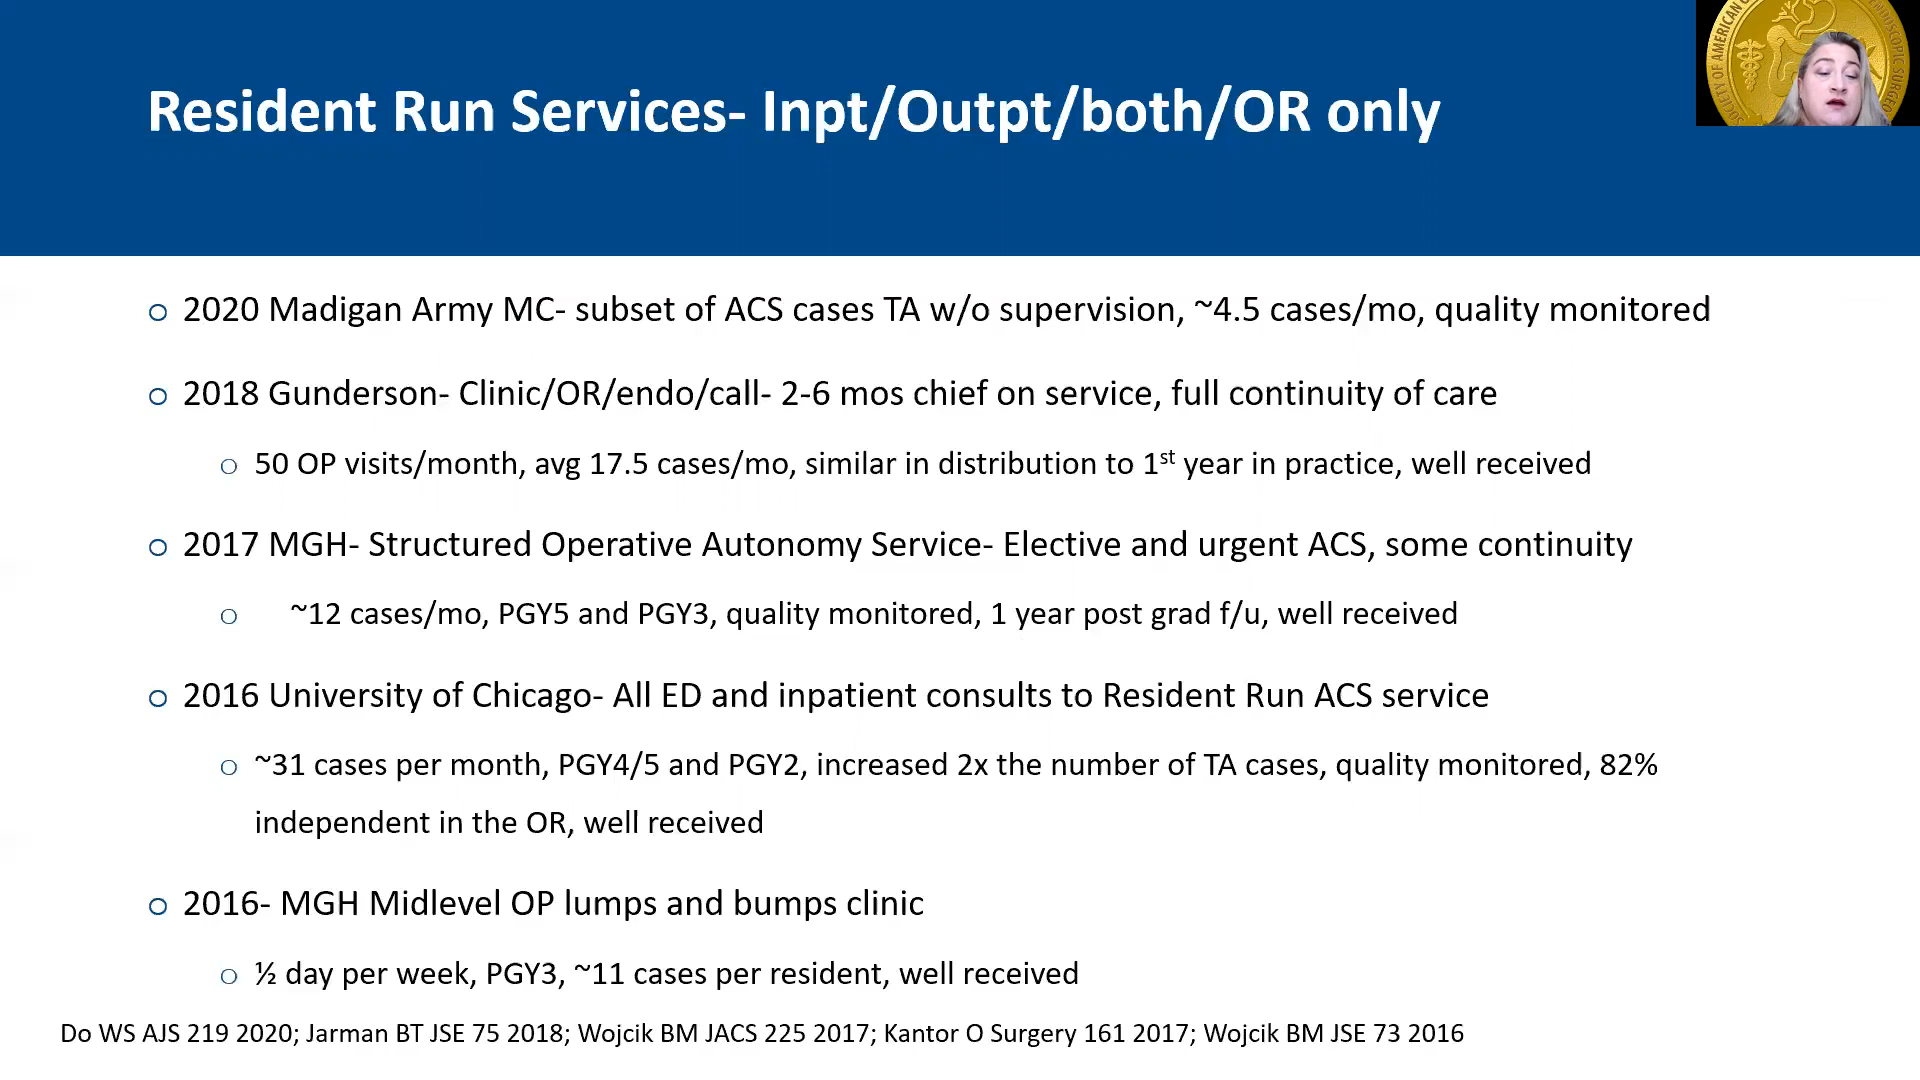 Resident Run Services- Inpt/Outpt/both/OR only
SOCIETY OF AMERICAN
ENDOSCOPIC SURGEO
2020 Madigan Army MC- subset of ACS cases TA w/o supervision, ~4.5 cases/mo, quality monitored
2018 Gunderson- Clinic/OR/endo/call- 2-6 mos chief on service, full continuity of care
50 OP visits/month, avg 17.5 cases/mo, similar in distribution to 1st year in practice, well received
2017 MGH- Structured Operative Autonomy Service- Elective and urgent ACS, some continuity
~12 cases/mo, PGY5 and PGY3, quality monitored, 1 year post grad f/u, well received
2016 University of Chicago- All ED and inpatient consults to Resident Run ACS service
~31 cases per month, PGY4/5 and PGY2, increased 2x the number of TA cases, quality monitored, 82%
independent in the OR, well received
2016- MGH Midlevel OP lumps and bumps clinic
½ day per week, PGY3, ~11 cases per resident, well received
Do WS AJS 219 2020; Jarman BT JSE 75 2018; Wojcik BM JACS 225 2017; Kantor O Surgery 161 2017; Wojcik BM JSE 73 2016